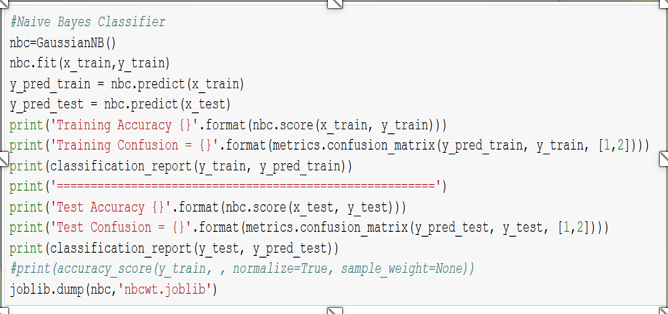 #Naive Bayes Classifier
nbc=GaussianNB()
nbc.fit(x_train,y_train)
y_pred_train = nbc.predict(x_train)
y_pred_test = nbc.predict(x_test)
print('Training Accuracy {}'.format(nbc.score(x_train, y_train)))
print('Training Confusion = {}'.format(metrics.confusion_matrix(y_pred_train, y_train, [1,2])))
print(classification_report(y_train, y_pred_train))
print('========================================================')
print('Test Accuracy {}'.format(nbc.score(x_test, y_test)))
print('Test Confusion = {}'.format(metrics.confusion_matrix(y_pred_test, y_test, [1,2])))
print(classification_report(y_test, y_pred_test))
#print(accuracy_score(y_train, , normalize=True, sample_weight=None))
joblib.dump(nbc,'nbcwt.joblib')